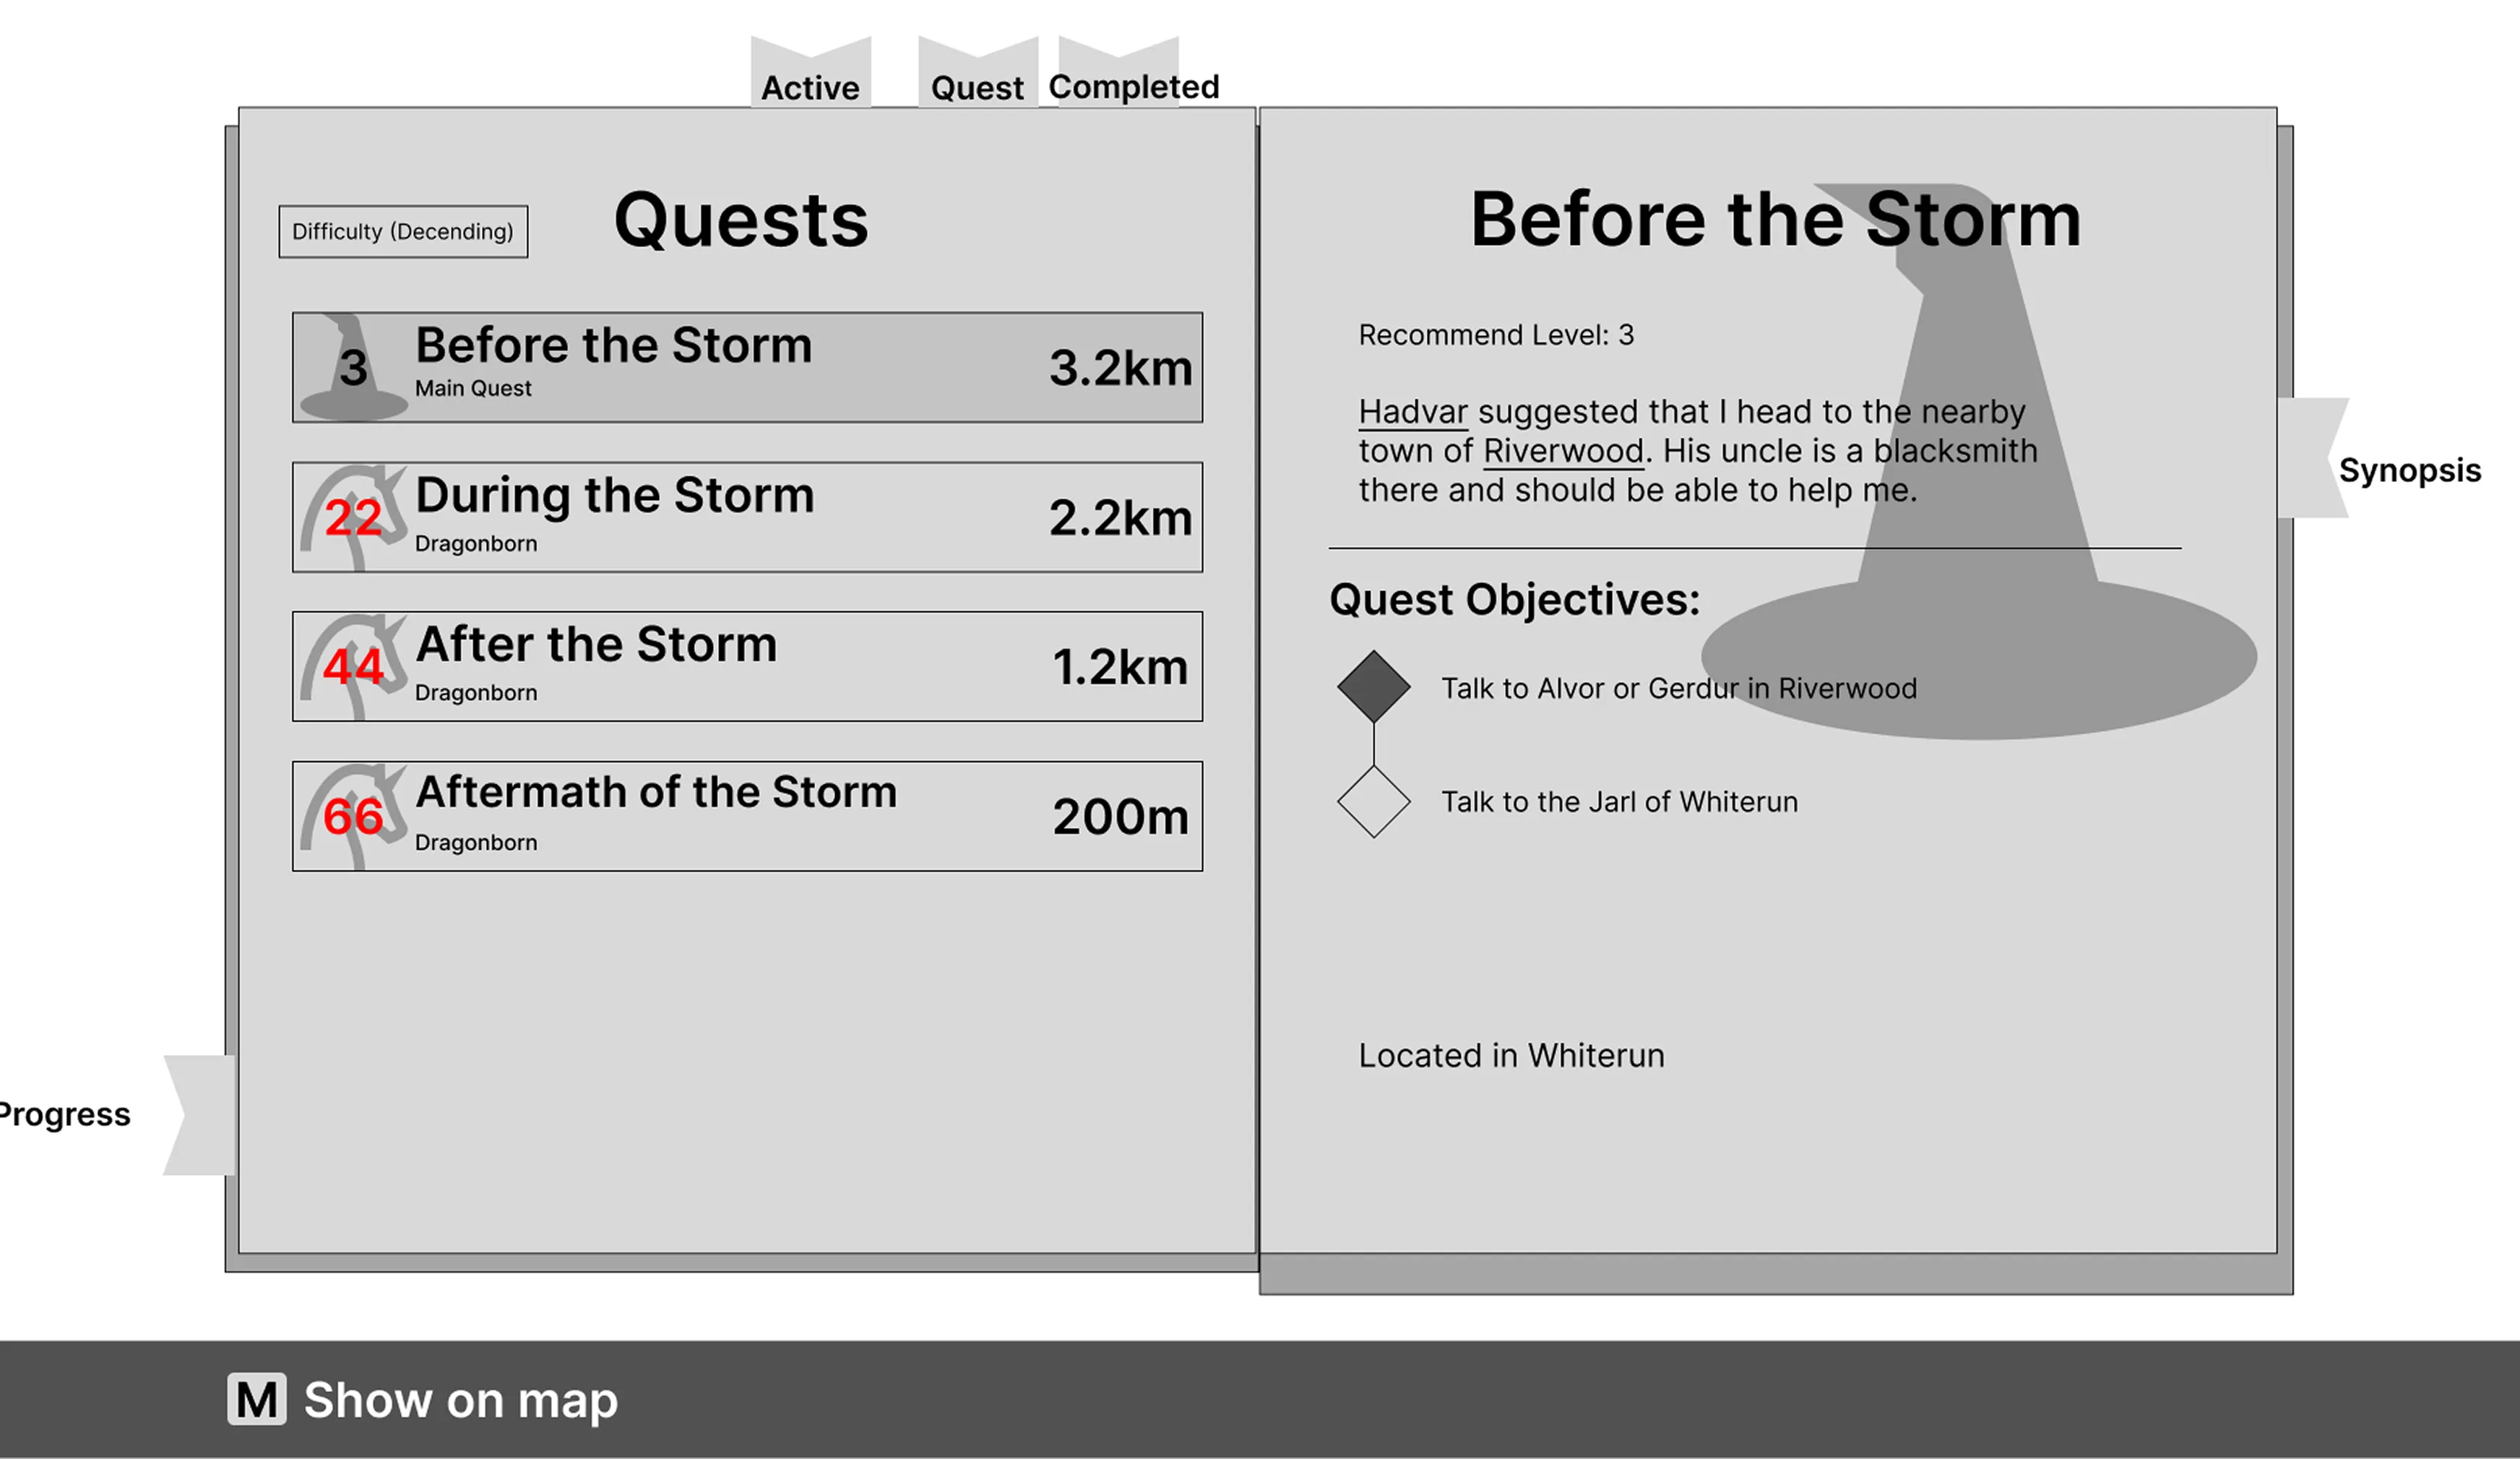 Active
Quest
Completed
Difficulty (Decending)
Quests
3
Before the Storm
Main Quest
3.2km
22
During the Storm
Dragonborn
2.2km
44
After the Storm
Dragonborn
1.2km
66
Aftermath of the Storm
Dragonborn
200m
Progress
Before the Storm
Recommend Level: 3
Hadvar suggested that I head to the nearby
town of Riverwood. His uncle is a blacksmith
there and should be able to help me.
Quest Objectives:
Talk to Alvor or Gerdur in Riverwood
Talk to the Jarl of Whiterun
Located in Whiterun
Synopsis
M Show on map